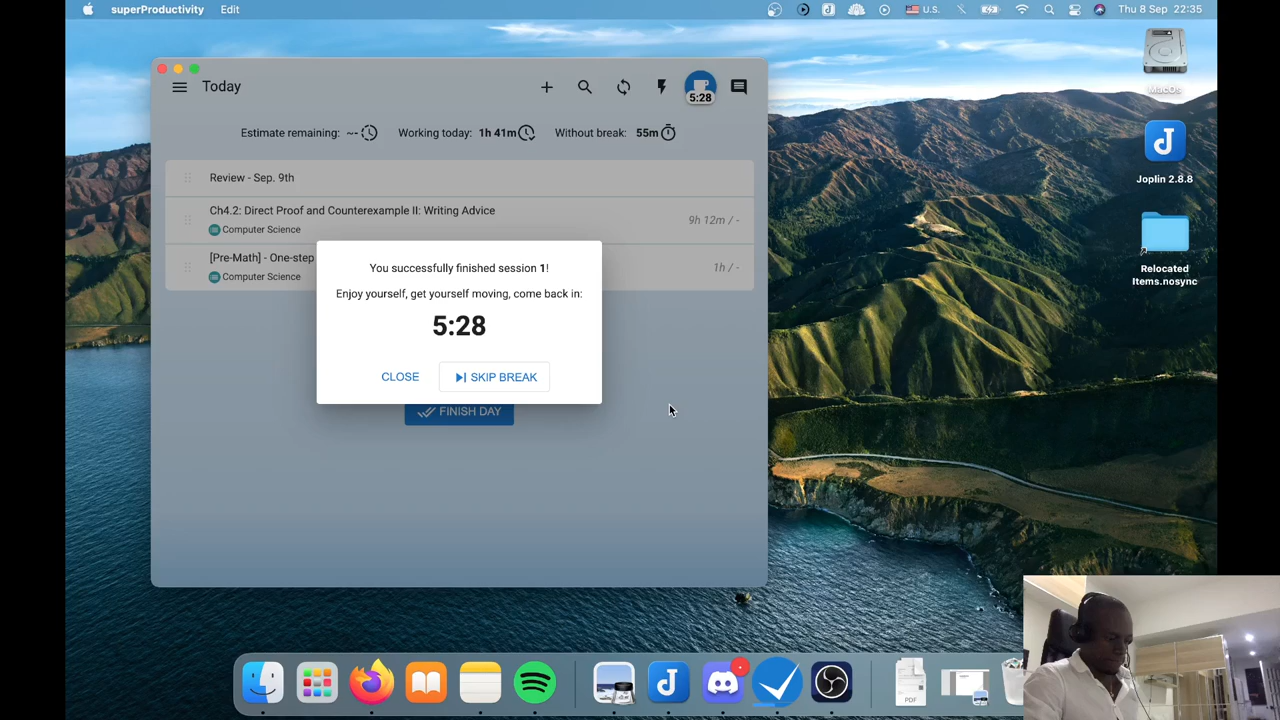 superProductivity Edit
U.S. Thu 8 Sep 22:35
Today
5:28
Estimate remaining: ~- Working today: 1h 41m Without break: 55m
Review - Sep. 9th
Ch4.2: Direct Proof and Counterexample II: Writing Advice
Computer Science
9h 12m / -
[Pre-Math] - One-step
Computer Science
1h / -
You successfully finished session 1!
Enjoy yourself, get yourself moving, come back in:
5:28
CLOSE SKIP BREAK
FINISH DAY
MacOs
Joplin 2.8.8
Relocated
Items.nosync
PDF